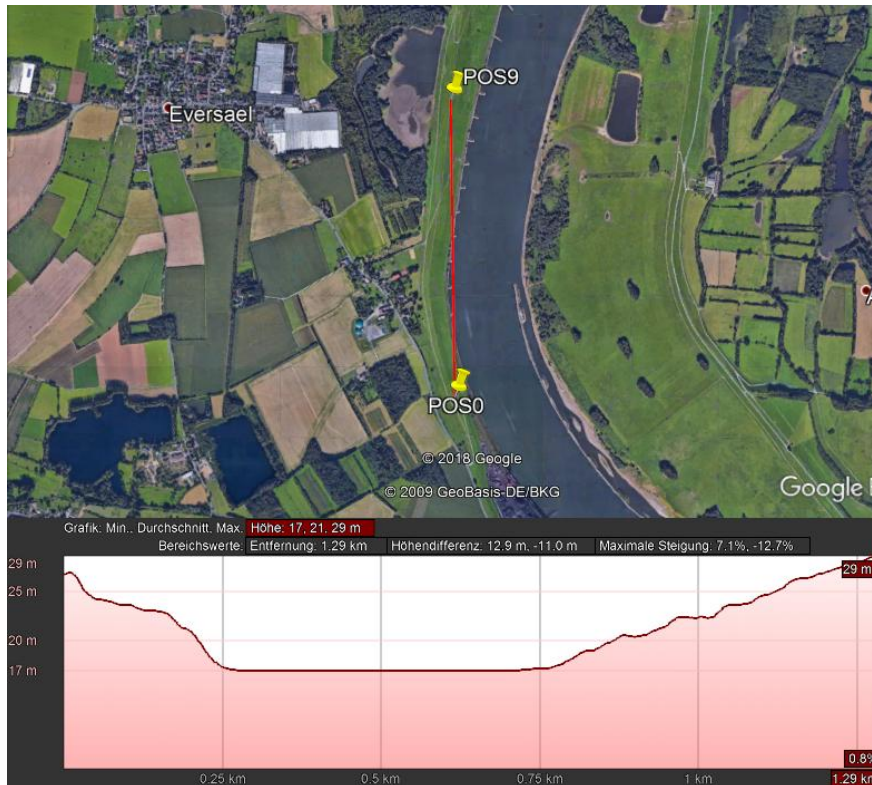 POS9
Eversael
A
POS0
© 2018 Google
© 2009 GeoBasis-DE/BKG
Google
Grafik: Min., Durchschnitt, Max. Höhe: 17, 21, 29 m
Bereichswerte: Entfernung: 1.29 km Höhendifferenz: 12.9 m, -11.0 m Maximale Steigung: 7.1%, -12.7%
29 m
29 m
25 m
20 m
17 m
0.8%
0.25 km 0.5 km 0.75 km 1 km 1.29 km